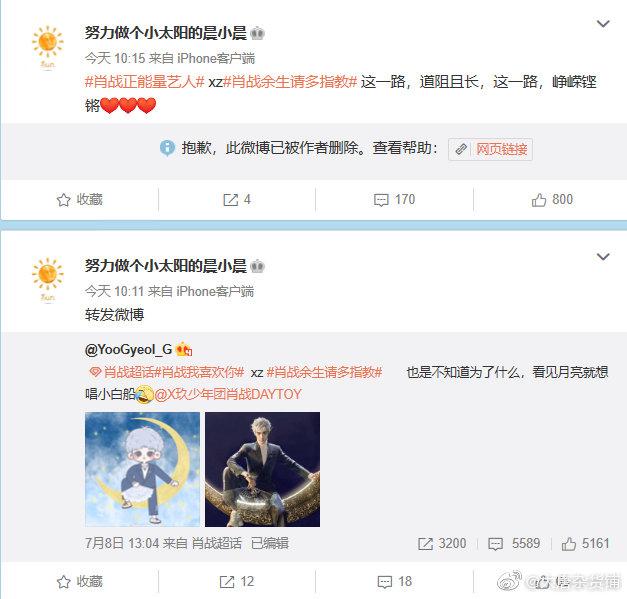 努力做个小太阳的晨小晨
今天 10:15 来自 iPhone客户端
#肖战正能量艺人# xz#肖战余生请多指教# 这一路，道阻且长，这一路，峥嵘铿
锵
抱歉，此微博已被作者删除。查看帮助： 网页链接
收藏 4 170 800
努力做个小太阳的晨小晨
今天 10:11 来自 iPhone客户端
转发微博
@YooGyeol_G
肖战超话#肖战我喜欢你# xz #肖战余生请多指教# 也是不知道为了什么，看见月亮就想
唱小白船@X玖少年团肖战DAYTOY
7月8日 13:04 来自 肖战超话 已编辑 3200 5589 5161
收藏 12 18